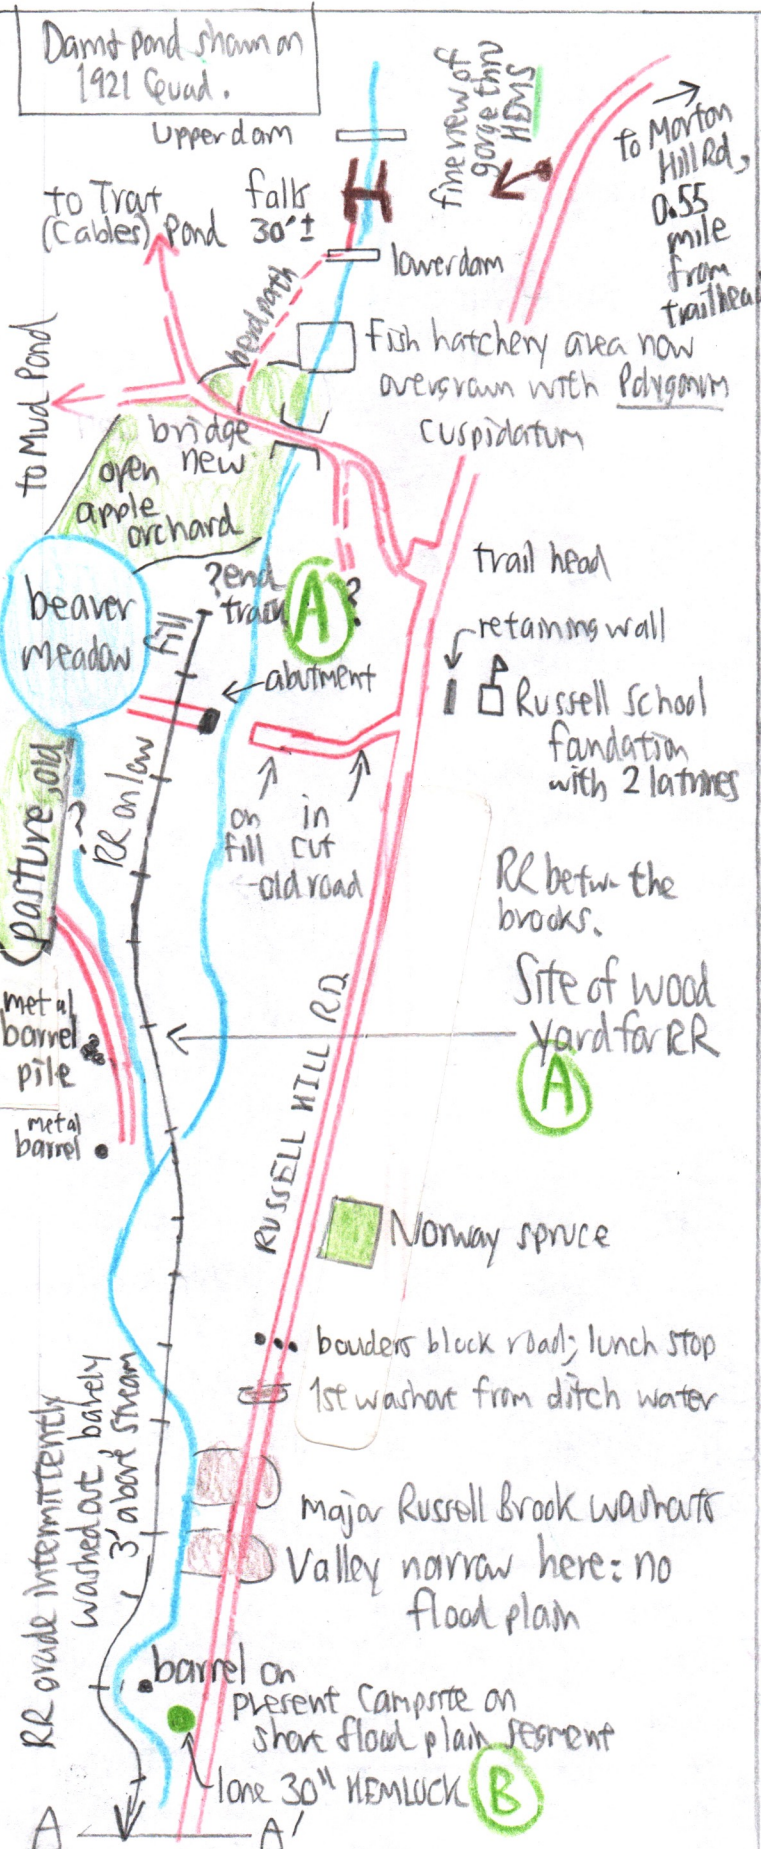 Dam & pond shown on
1921 Quad.
Upper dam
falls
30'±
to Trout
(Cables) Pond
fine view of
gorge thru
HEMS
to Morton
Hill Rd,
0.55
mile
from
trailhead
lower dam
herd path
Fish hatchery area now
overgrown with Polygonum
cuspidatum
to Mud Pond
bridge
new
open
apple
orchard
trail head
?end
train
A
?
beaver
meadow
retaining wall
abutment
Russell School
foundation
with 2 latrines
pasture, old
?
RR on low
on
fill
in
cut
old road
RR betw. the
brooks.
Site of wood
yard for RR
A
metal
barrel
pile
metal
barrel
RUSSELL HILL RD
Norway spruce
bouders block road; lunch stop
1st washout from ditch water
RR grade intermittently
washed out, barely
3' above stream
major Russell Brook washouts
Valley narrow here: no
flood plain
barrel on
present campsite on
short flood plain segment
lone 30" HEMLUCK
B
A
A'